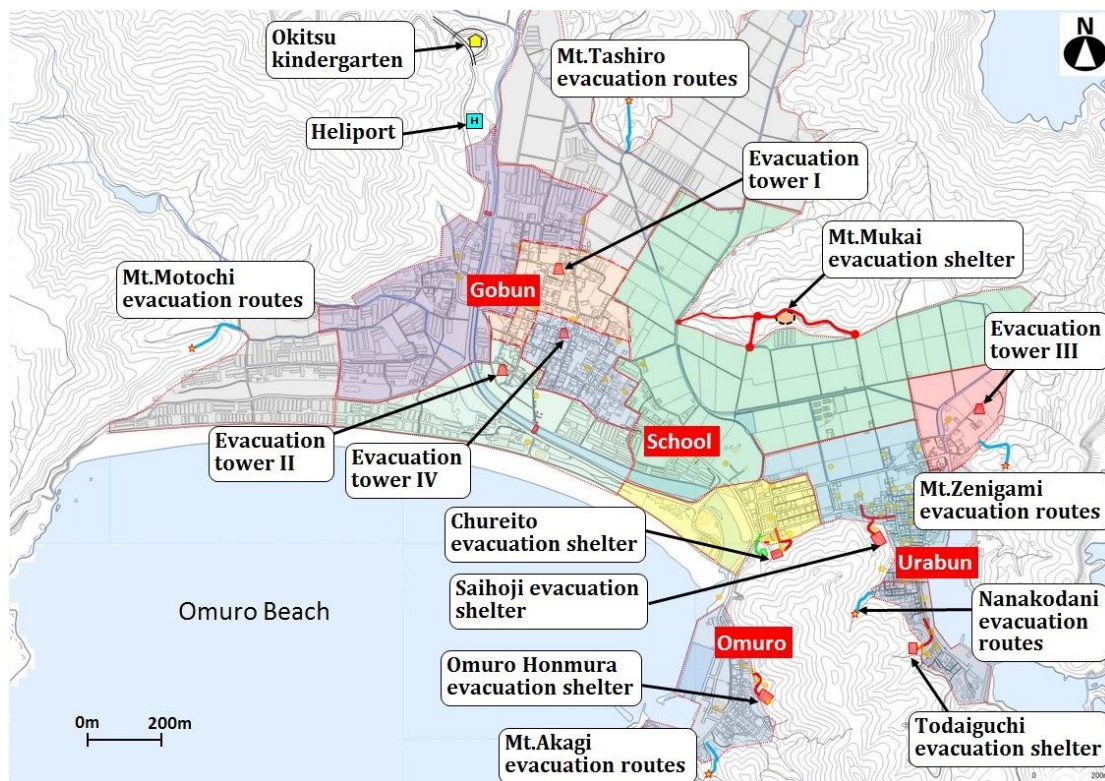 Okitsu
kindergarten
Mt.Tashiro
evacuation routes
N
Heliport
H
Evacuation
tower I
Mt.Mukai
evacuation shelter
Mt.Motochi
evacuation routes
Gobun
Evacuation
tower III
Evacuation
tower II
Evacuation
tower IV
School
Mt.Zenigami
evacuation routes
Chureito
evacuation shelter
Saihoji evacuation
shelter
Urabun
Nanakodani
evacuation
routes
Omuro Beach
Omuro
Omuro Honmura
evacuation shelter
0m 200m
Todaiguchi
evacuation shelter
Mt.Akagi
evacuation routes
0 200